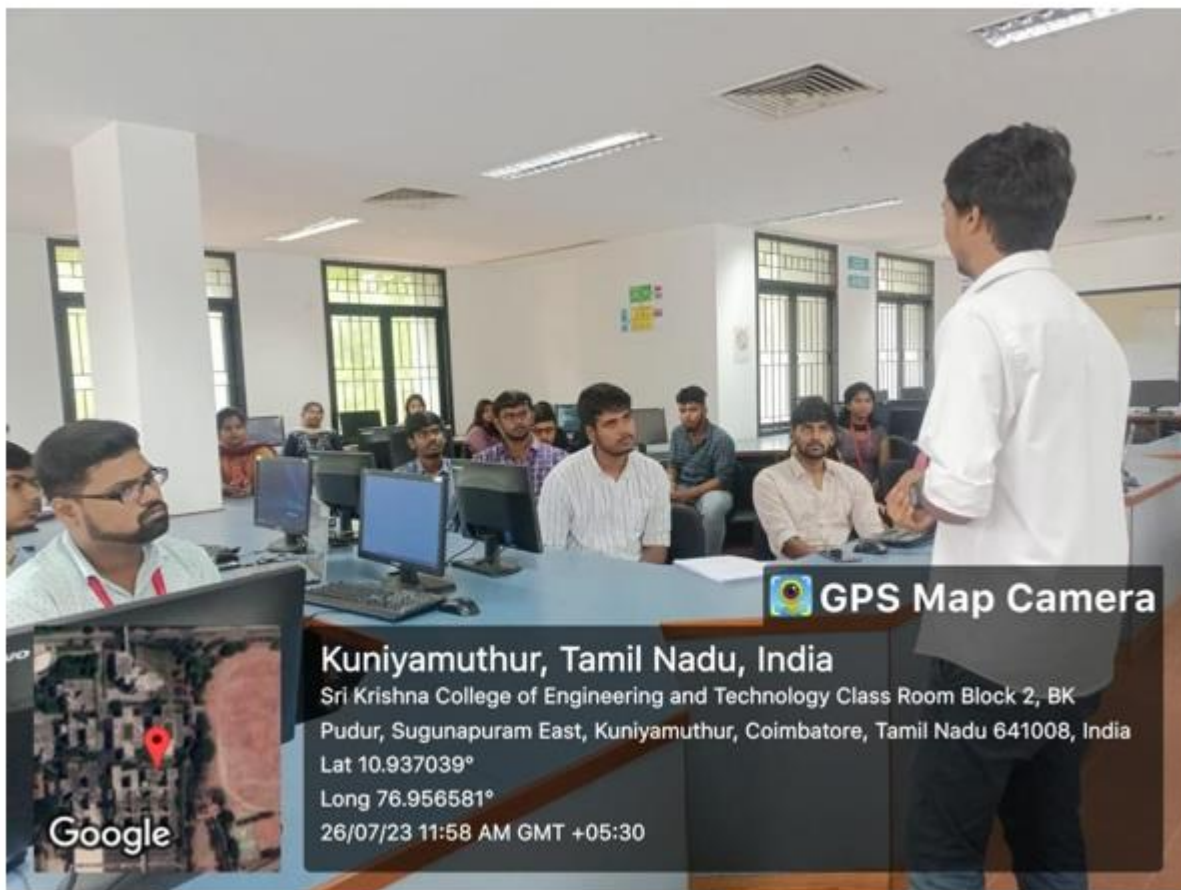 GPS Map Camera
Kuniyamuthur, Tamil Nadu, India
Sri Krishna College of Engineering and Technology Class Room Block 2, BK
Pudur, Sugunapuram East, Kuniyamuthur, Coimbatore, Tamil Nadu 641008, India
Lat 10.937039°
Long 76.956581°
26/07/23 11:58 AM GMT +05:30
Google